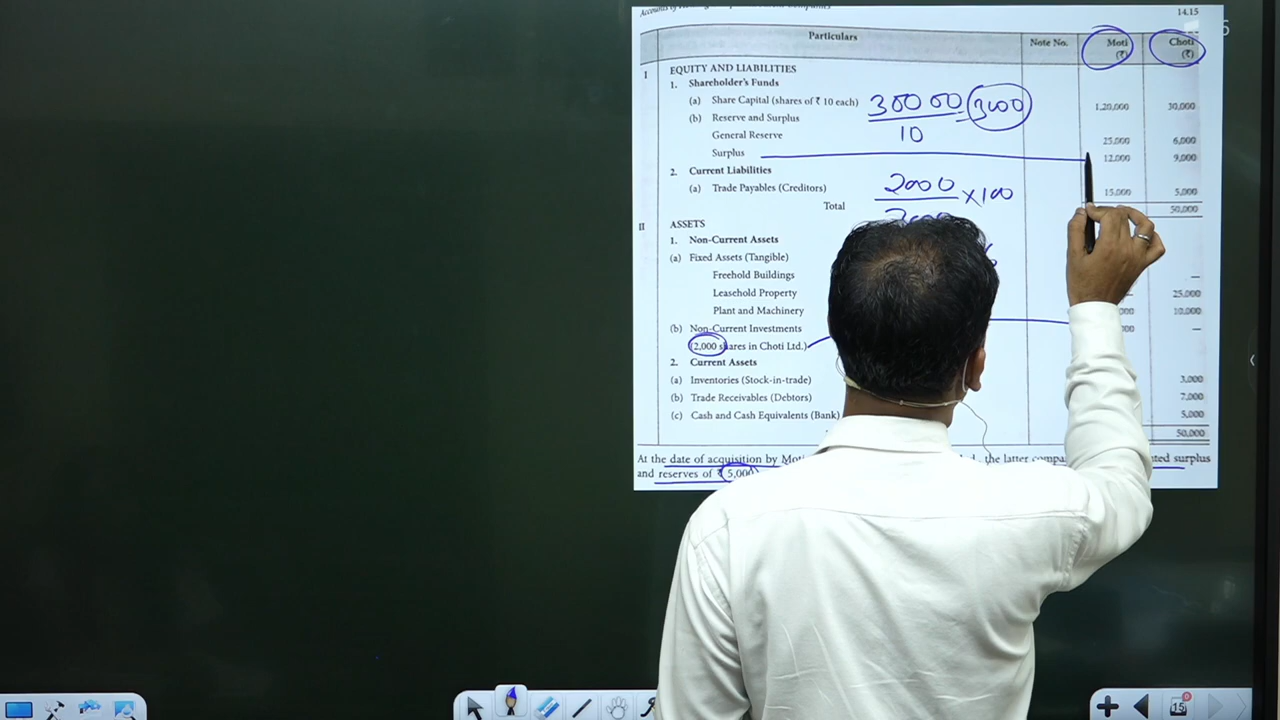 14.15
Particulars Note No. Moti (₹) Choti (₹)
I EQUITY AND LIABILITIES
1. Shareholder's Funds
(a) Share Capital (shares of ₹ 10 each) 1,20,000 30,000
30000/10 = 3000
(b) Reserve and Surplus
General Reserve 25,000 6,000
Surplus 12,000 9,000
2. Current Liabilities
(a) Trade Payables (Creditors) 15,000 5,000
2000 ×100
Total 50,000
II ASSETS
1. Non-Current Assets
(a) Fixed Assets (Tangible)
Freehold Buildings —
Leasehold Property — 25,000
Plant and Machinery 10,000
(b) Non-Current Investments —
(2,000 shares in Choti Ltd.)
2. Current Assets
(a) Inventories (Stock-in-trade) 3,000
(b) Trade Receivables (Debtors) 7,000
(c) Cash and Cash Equivalents (Bank) 5,000
50,000
At the date of acquisition by the latter surplus
and reserves of ₹ 5,000
15